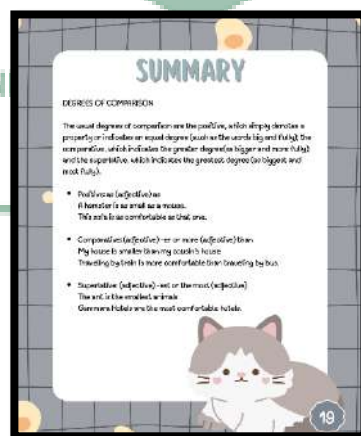 SUMMARY
DEGREES OF COMPARISON
The usual degrees of comparison are the positive, which simply denotes a
property or indicates an equal degree (such as the words big and fully); the
comparative, which indicates the greater degree (as bigger and more fully);
and the superlative, which indicates the greatest degree (as biggest and
most fully).
• Positives: as (adjective) as
A hamster is as small as a mouse.
This sofa is as comfortable as that one.
• Comparatives: (adjective) -er or more (adjective) than
My house is smaller than my cousin's house
Traveling by train is more comfortable than traveling by bus.
• Superlative: (adjective) -est or the most (adjective)
The ant is the smallest animals
are the most comfortable hotels.
19